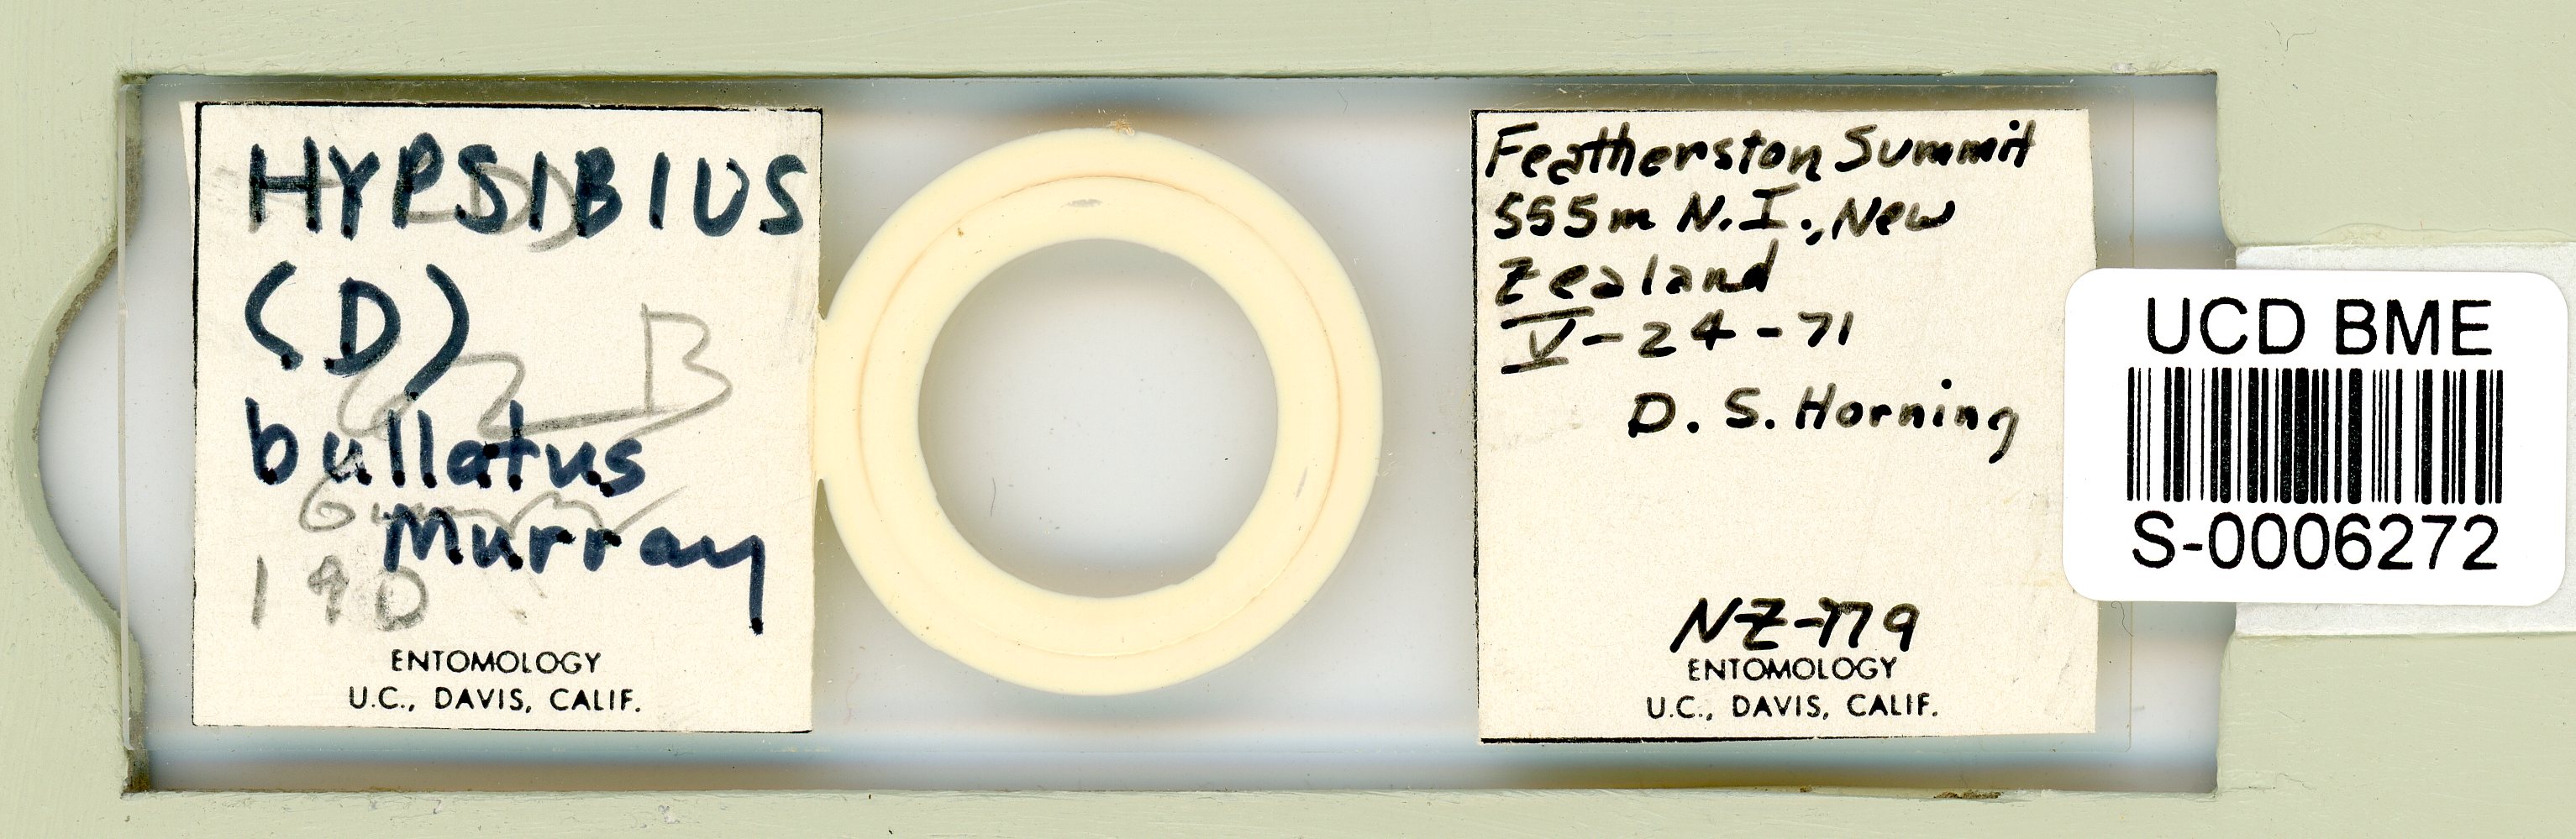 HYPSIBIUS
(D)
B
bullatus
Murray
190
ENTOMOLOGY
U.C., DAVIS, CALIF.
Featherston Summit
555m N.I., New
Zealand
V-24-71
D. S. Horning
NZ-779
ENTOMOLOGY
U.C., DAVIS, CALIF.
UCD BME
S-0006272